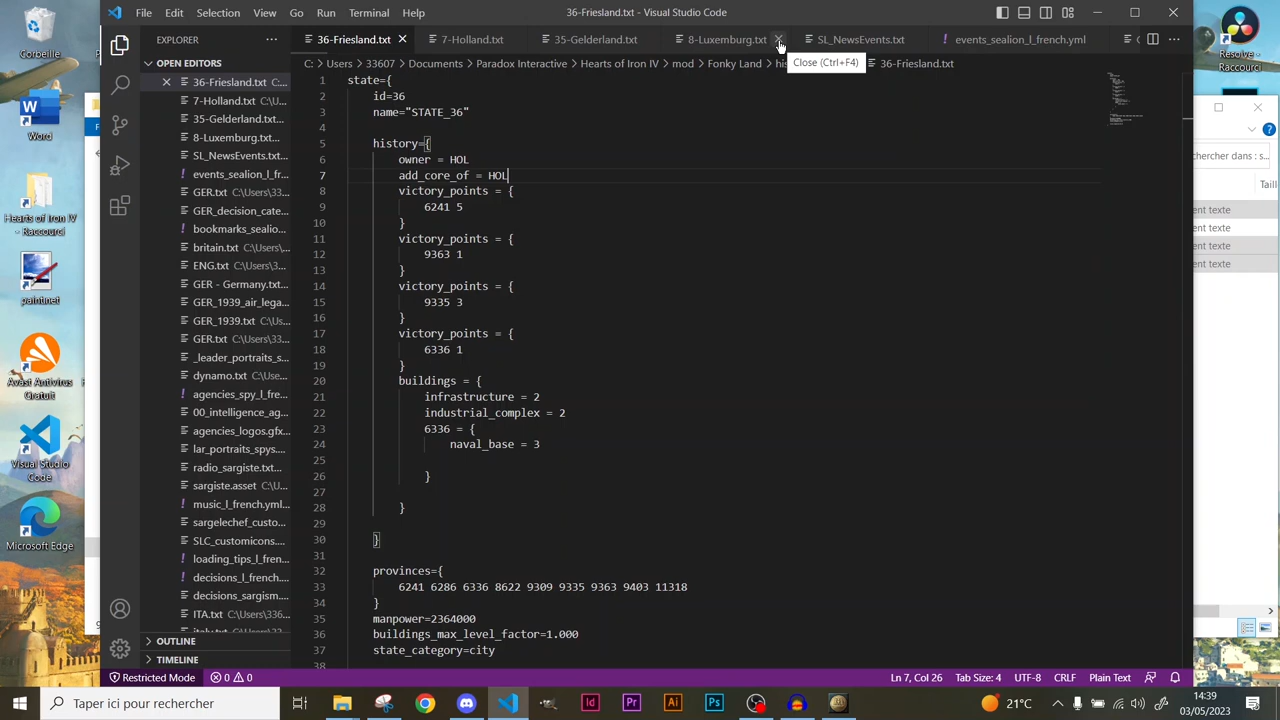 Corbeille
File Edit Selection View Go Run Terminal Help
36-Friesland.txt - Visual Studio Code
Resolve -
Raccourci
EXPLORER
36-Friesland.txt
7-Holland.txt
35-Gelderland.txt
8-Luxemburg.txt
SL_NewsEvents.txt
events_sealion_l_french.yml
Close (Ctrl+F4)
C: > Users > 33600 > Documents > Paradox Interactive > Hearts of Iron IV > mod > Fonky Land >
36-Friesland.txt
OPEN EDITORS
36-Friesland.txt C:...
7-Holland.txt C:\U...
35-Gelderland.txt...
8-Luxemburg.txt...
SL_NewsEvents.txt...
events_sealion_l_fr...
GER.txt C:\Users\33...
GER_decision_cate...
bookmarks_sealio...
britain.txt C:\Users\...
ENG.txt C:\Users\3...
GER - Germany.txt...
GER_1939_air_lega...
GER_1939.txt C:\Us...
GER.txt C:\Users\33...
_leader_portraits_s...
dynamo.txt C:\Use...
agencies_spy_l_fre...
00_intelligence_ag...
agencies_logos.gfx...
lar_portraits_spys...
radio_sargiste.txt...
sargiste.asset C:\U...
music_l_french.yml...
sargelechef_custo...
SLC_customicons.f...
loading_tips_l_fren...
decisions_l_french...
decisions_sargism...
ITA.txt C:\Users\336...
italy.txt C:\Users\33...
OUTLINE
TIMELINE
1 state={
2 id=36
3 name="STATE_36"
4
5 history={
6 owner = HOL
7 add_core_of = HOL
8 victory_points = {
9 6241 5
10 }
11 victory_points = {
12 9363 1
13 }
14 victory_points = {
15 9335 3
16 }
17 victory_points = {
18 6336 1
19 }
20 buildings = {
21 infrastructure = 2
22 industrial_complex = 2
23 6336 = {
24 naval_base = 3
25
26 }
27
28 }
29
30 }
31
32 provinces={
33 6241 6286 6336 8622 9309 9335 9363 9403 11318
34 }
35 manpower=2364000
36 buildings_max_level_factor=1.000
37 state_category=city
38
Word
Hearts of Iron IV
- Raccourci
paintnet
Avast Antivirus
Gratuit
Visual Studio
Code
Microsoft Edge
F
chercher dans : s...
Taill
ent texte
ent texte
ent texte
ent texte
Restricted Mode 0 0
Ln 7, Col 26 Tab Size: 4 UTF-8 CRLF Plain Text
Taper ici pour rechercher
Id Pr Ai Ps
21°C
14:39
03/05/2023